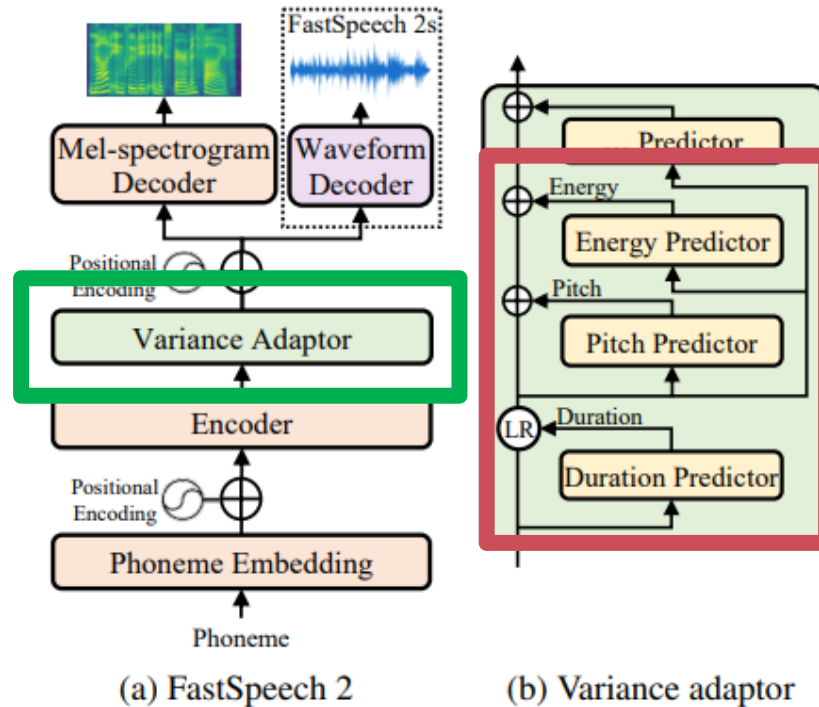 FastSpeech 2s
Mel-spectrogram
Decoder
Waveform
Decoder
Positional
Encoding
Variance Adaptor
Encoder
Positional
Encoding
Phoneme Embedding
Phoneme
(a) FastSpeech 2
... Predictor
Energy
Energy Predictor
Pitch
Pitch Predictor
LR
Duration
Duration Predictor
(b) Variance adaptor